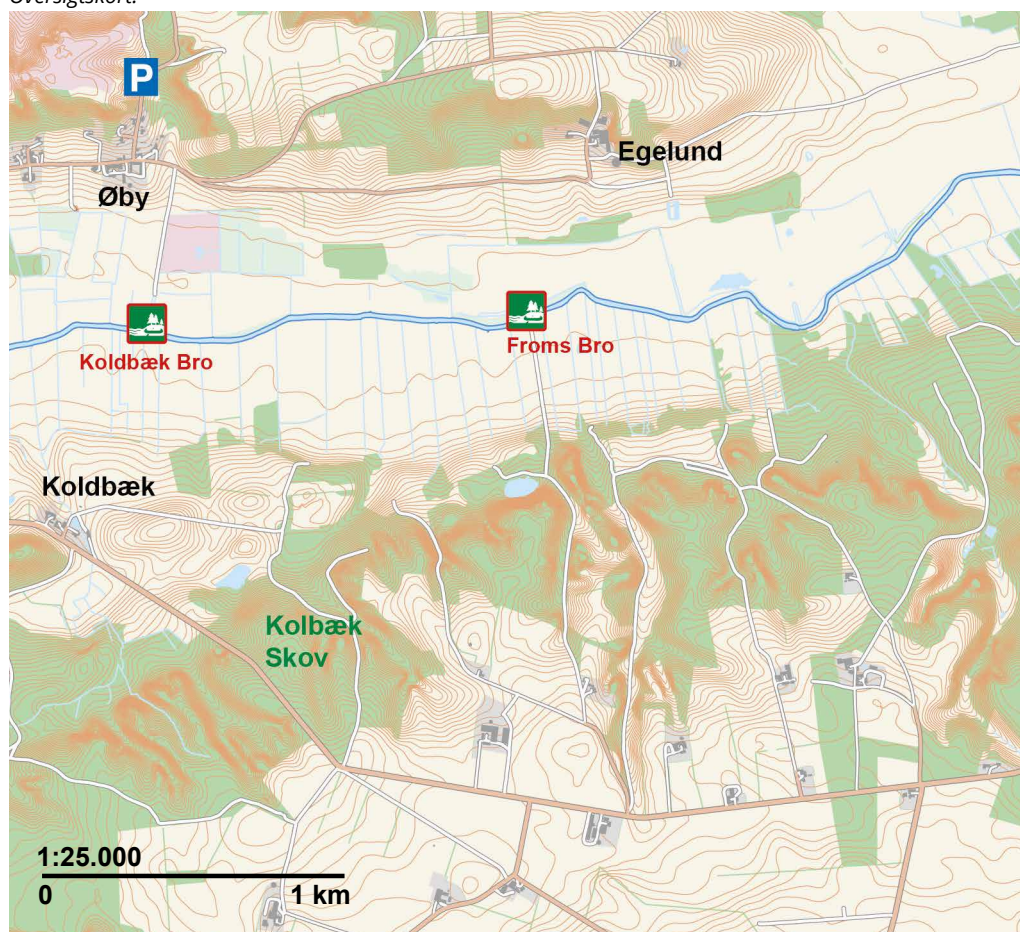 Oversigtskort.
P
Egelund
Øby
Froms Bro
Koldbæk Bro
Koldbæk
Kolbæk
Skov
1:25.000
0 1 km